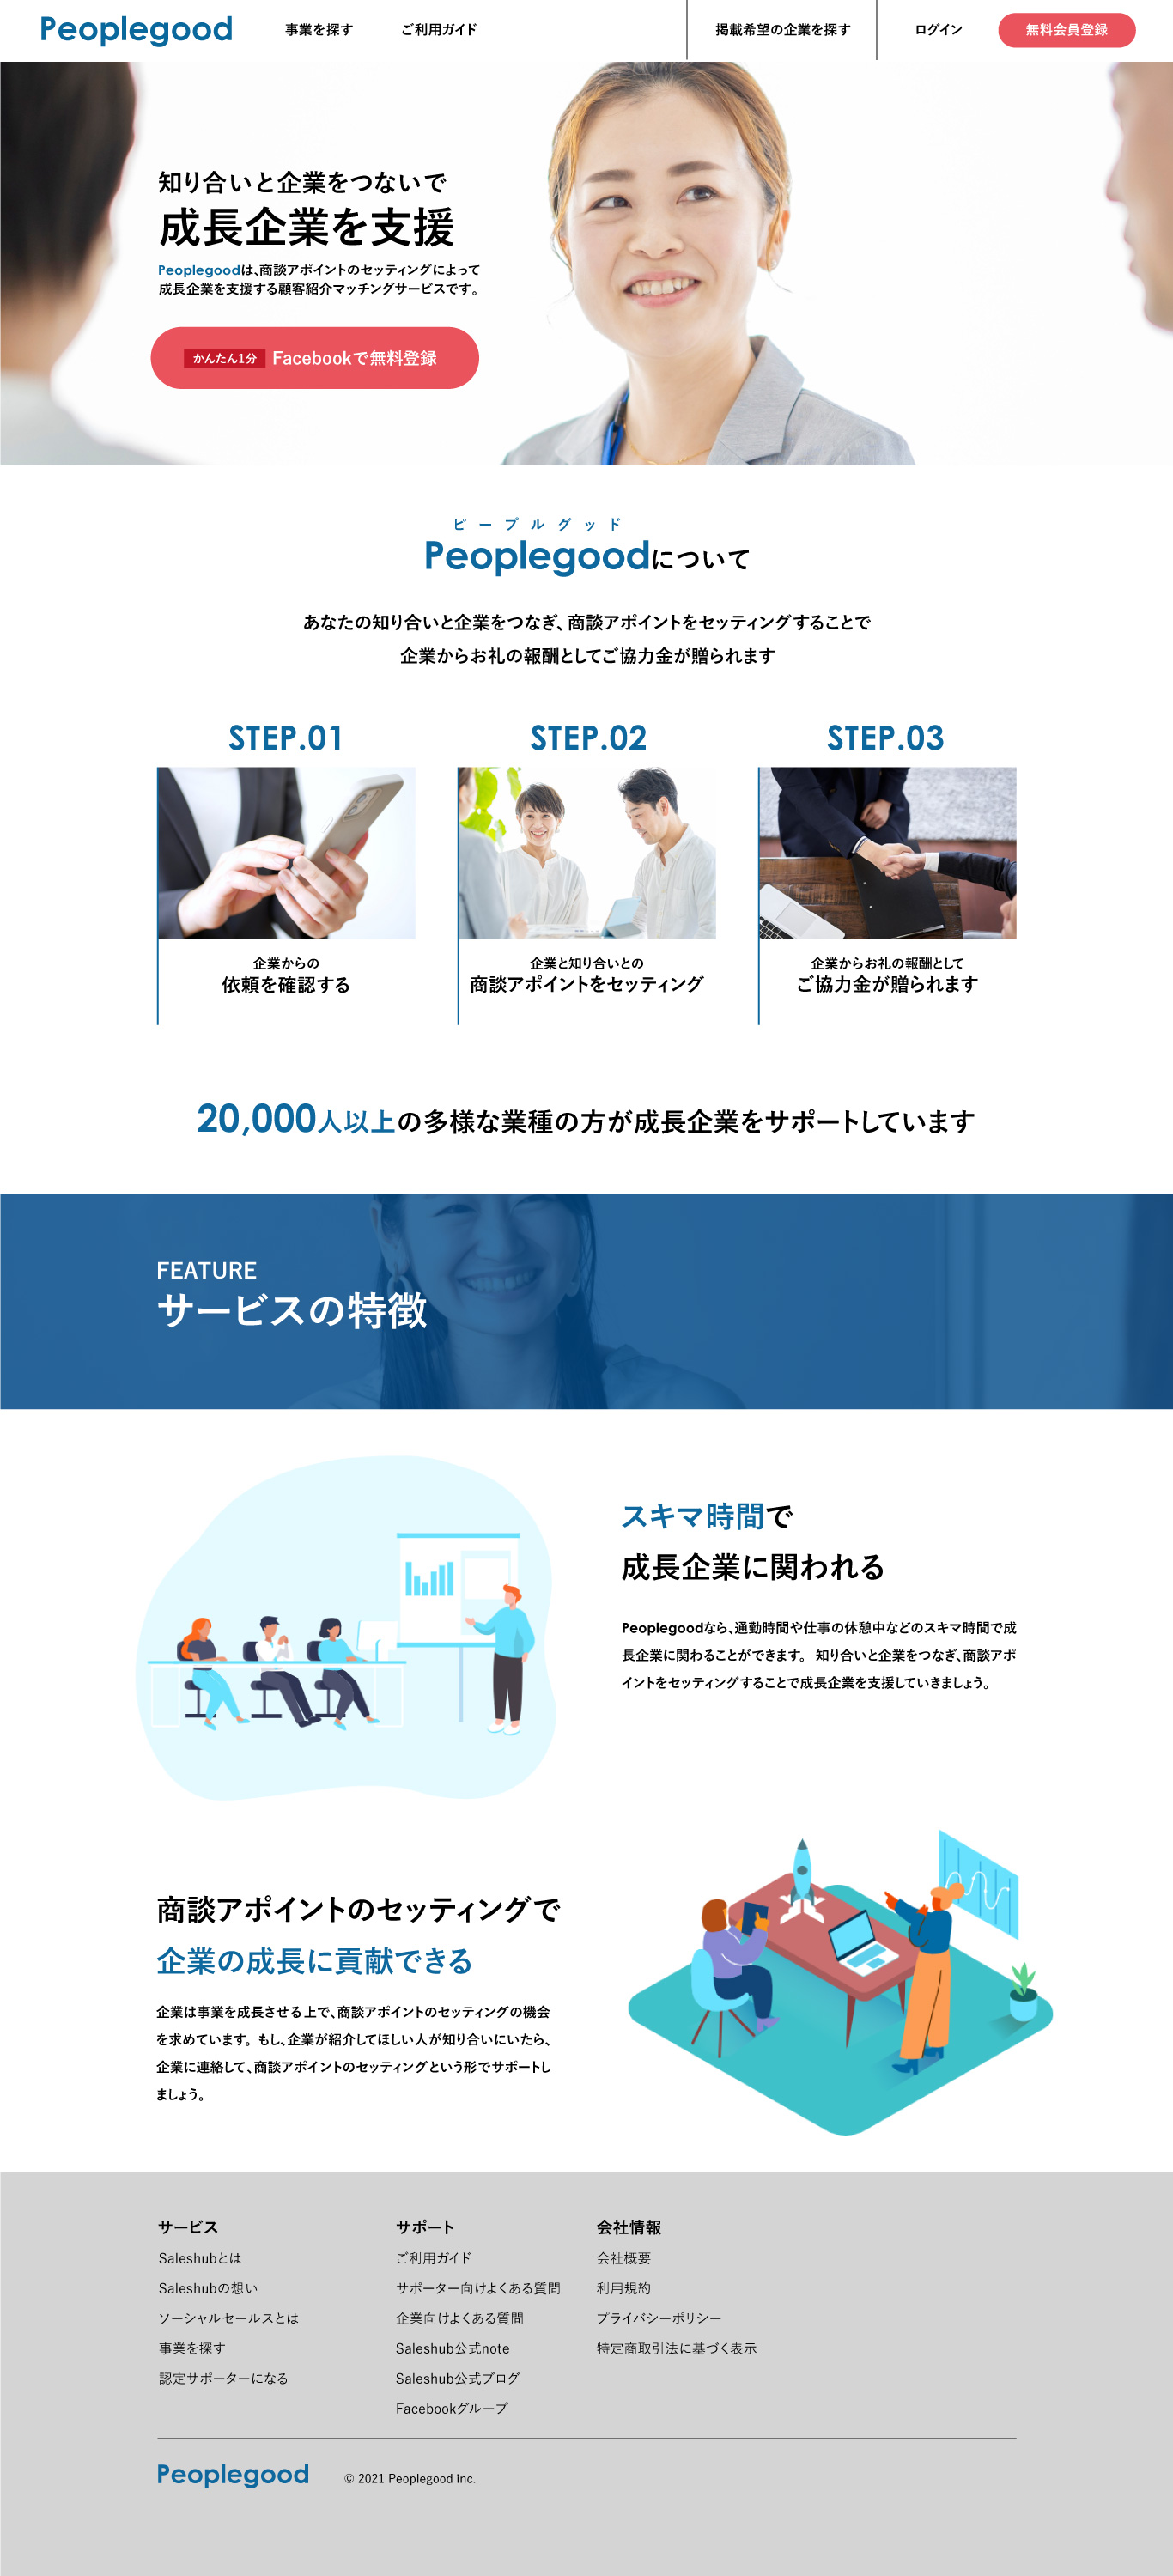 Peoplegood
事業を探す
ご利用ガイド
掲載希望の企業を探す
ログイン
無料会員登録
知り合いと企業をつないで
成長企業を支援
Peoplegoodは、商談アポイントのセッティングによって
成長企業を支援する顧客紹介マッチングサービスです。
かんたん1分 Facebookで無料登録
ピープルグッド
Peoplegoodについて
あなたの知り合いと企業をつなぎ、商談アポイントをセッティングすることで
企業からお礼の報酬としてご協力金が贈られます
STEP.01
企業からの
依頼を確認する
STEP.02
企業と知り合いとの
商談アポイントをセッティング
STEP.03
企業からお礼の報酬として
ご協力金が贈られます
20,000人以上の多様な業種の方が成長企業をサポートしています
FEATURE
サービスの特徴
スキマ時間で
成長企業に関われる
Peoplegoodなら、通勤時間や仕事の休憩中などのスキマ時間で成
長企業に関わることができます。 知り合いと企業をつなぎ、商談アポ
イントをセッティングすることで成長企業を支援していきましょう。
商談アポイントのセッティングで
企業の成長に貢献できる
企業は事業を成長させる上で、商談アポイントのセッティングの機会
を求めています。もし、企業が紹介してほしい人が知り合いにいたら、
企業に連絡して、商談アポイントのセッティングという形でサポートし
ましょう。
サービス
Saleshubとは
Saleshubの想い
ソーシャルセールスとは
事業を探す
認定サポーターになる
サポート
ご利用ガイド
サポーター向けよくある質問
企業向けよくある質問
Saleshub公式note
Saleshub公式ブログ
Facebookグループ
会社情報
会社概要
利用規約
プライバシーポリシー
特定商取引法に基づく表示
Peoplegood
© 2021 Peoplegood inc.